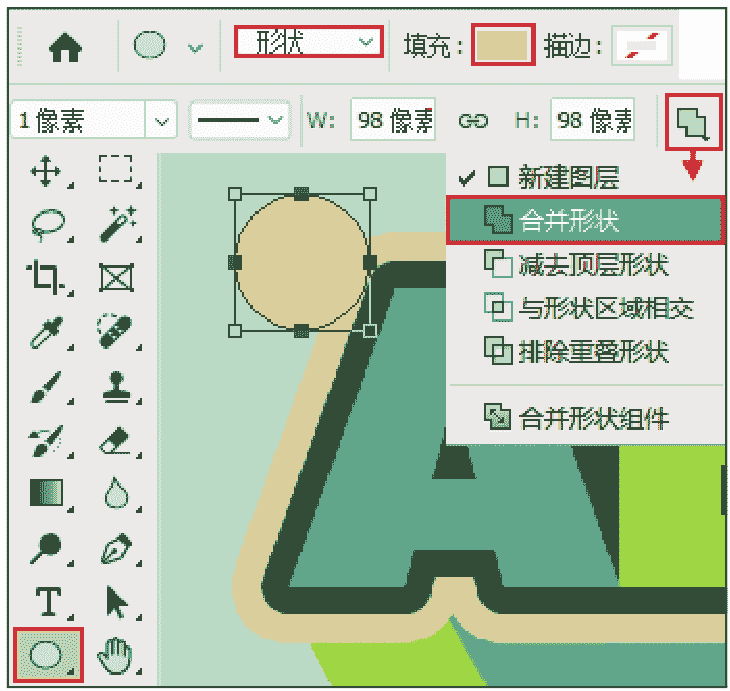 形状 填充: 描边:
1 像素 W: 98 像素 H: 98 像素
新建图层
合并形状
减去顶层形状
与形状区域相交
排除重叠形状
合并形状组件
A
T